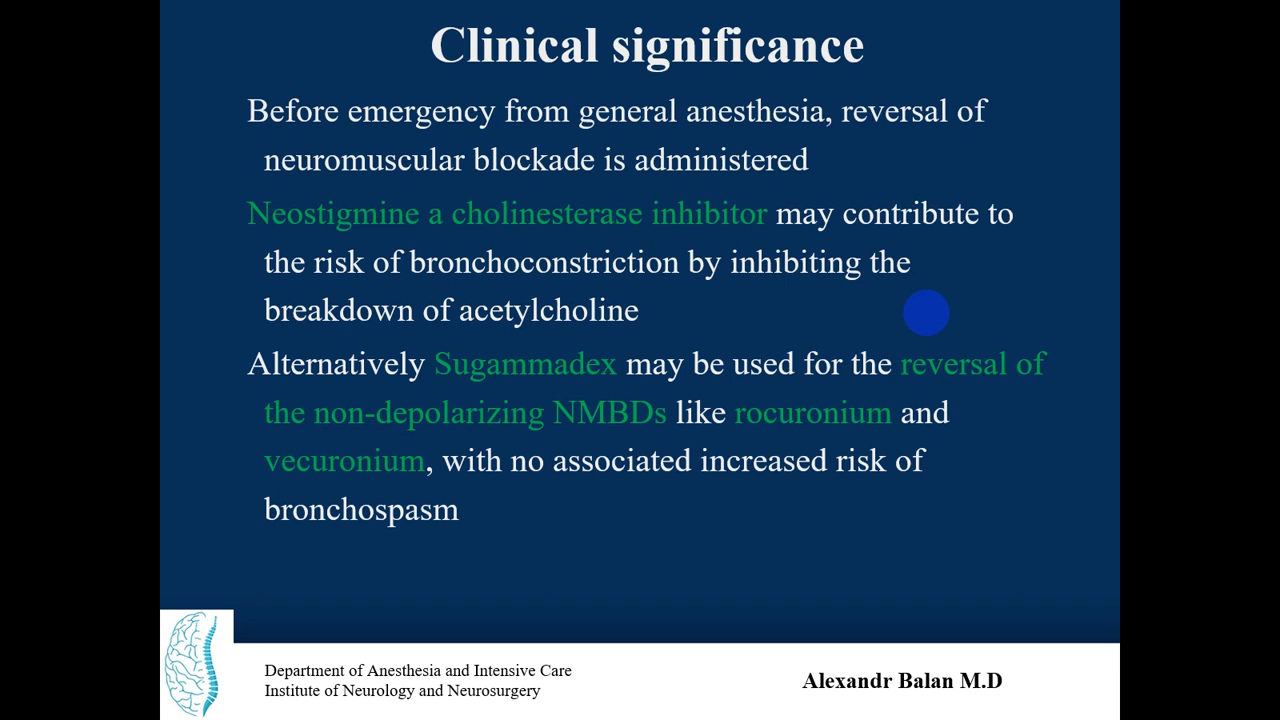 Clinical significance
Before emergency from general anesthesia, reversal of
neuromuscular blockade is administered
Neostigmine a cholinesterase inhibitor may contribute to
the risk of bronchoconstriction by inhibiting the
breakdown of acetylcholine
Alternatively Sugammadex may be used for the reversal of
the non-depolarizing NMBDs like rocuronium and
vecuronium, with no associated increased risk of
bronchospasm
Department of Anesthesia and Intensive Care
Institute of Neurology and Neurosurgery
Alexandr Balan M.D